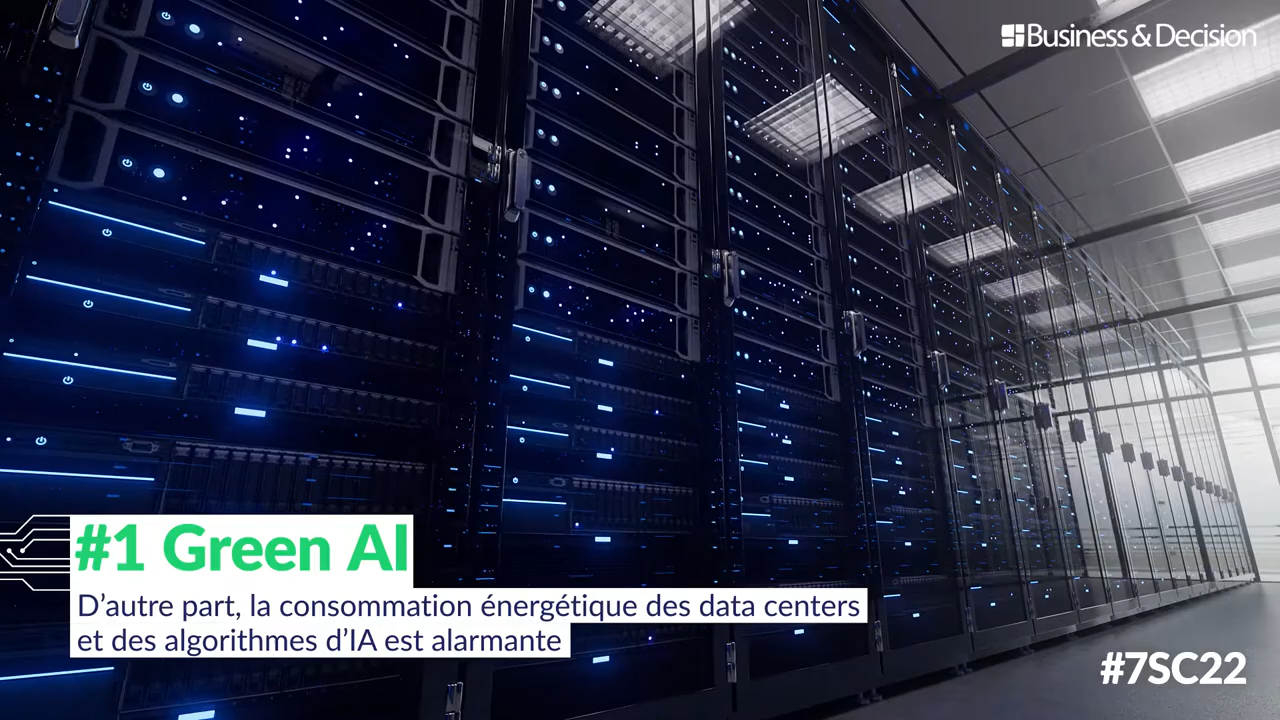 Business & Decision
#1 Green AI
D’autre part, la consommation énergétique des data centers
et des algorithmes d’IA est alarmante
#7SC22